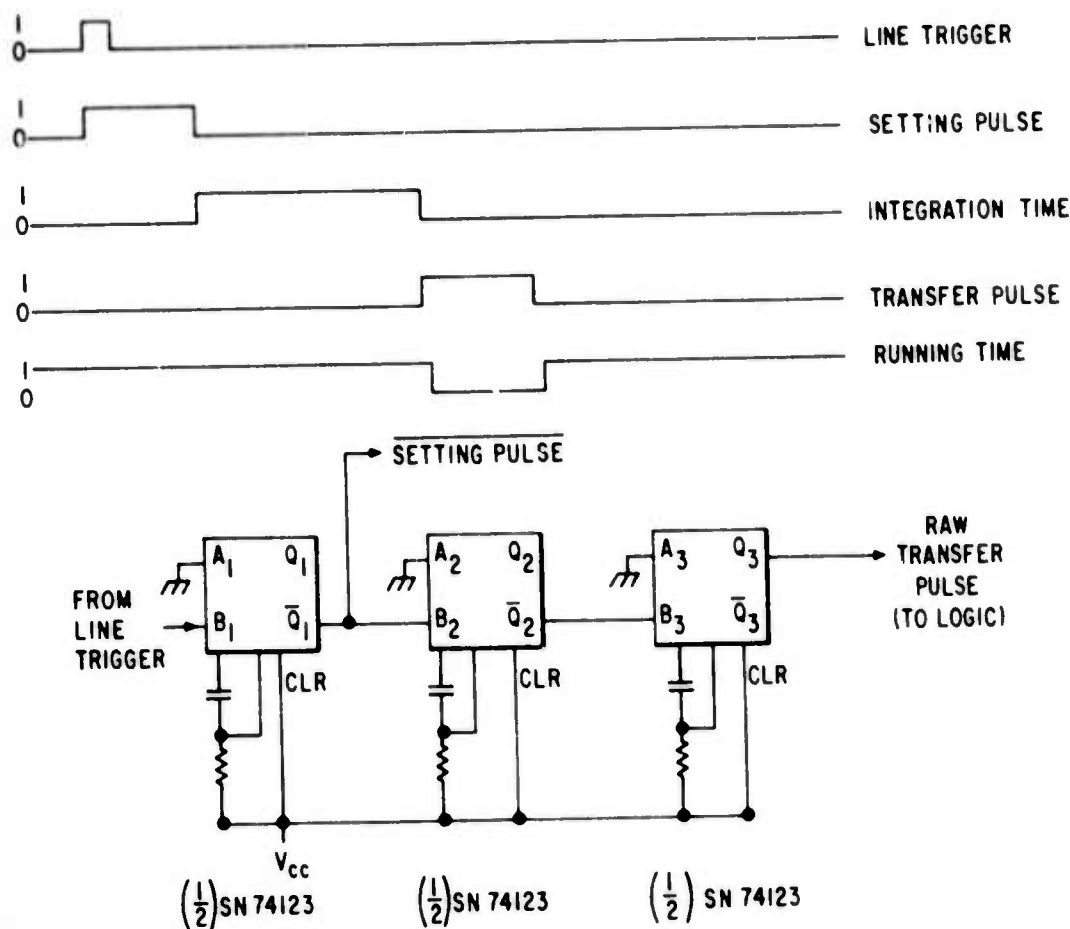 1
0
LINE TRIGGER
1
0
SETTING PULSE
1
0
INTEGRATION TIME
1
0
TRANSFER PULSE
1
0
RUNNING TIME
SETTING PULSE
FROM
LINE
TRIGGER
A1 Q1
B1 Q̅1
CLR
A2 Q2
B2 Q̅2
CLR
A3 Q3
B3 Q̅3
CLR
RAW
TRANSFER
PULSE
(TO LOGIC)
Vcc
(1/2) SN 74123
(1/2) SN 74123
(1/2) SN 74123